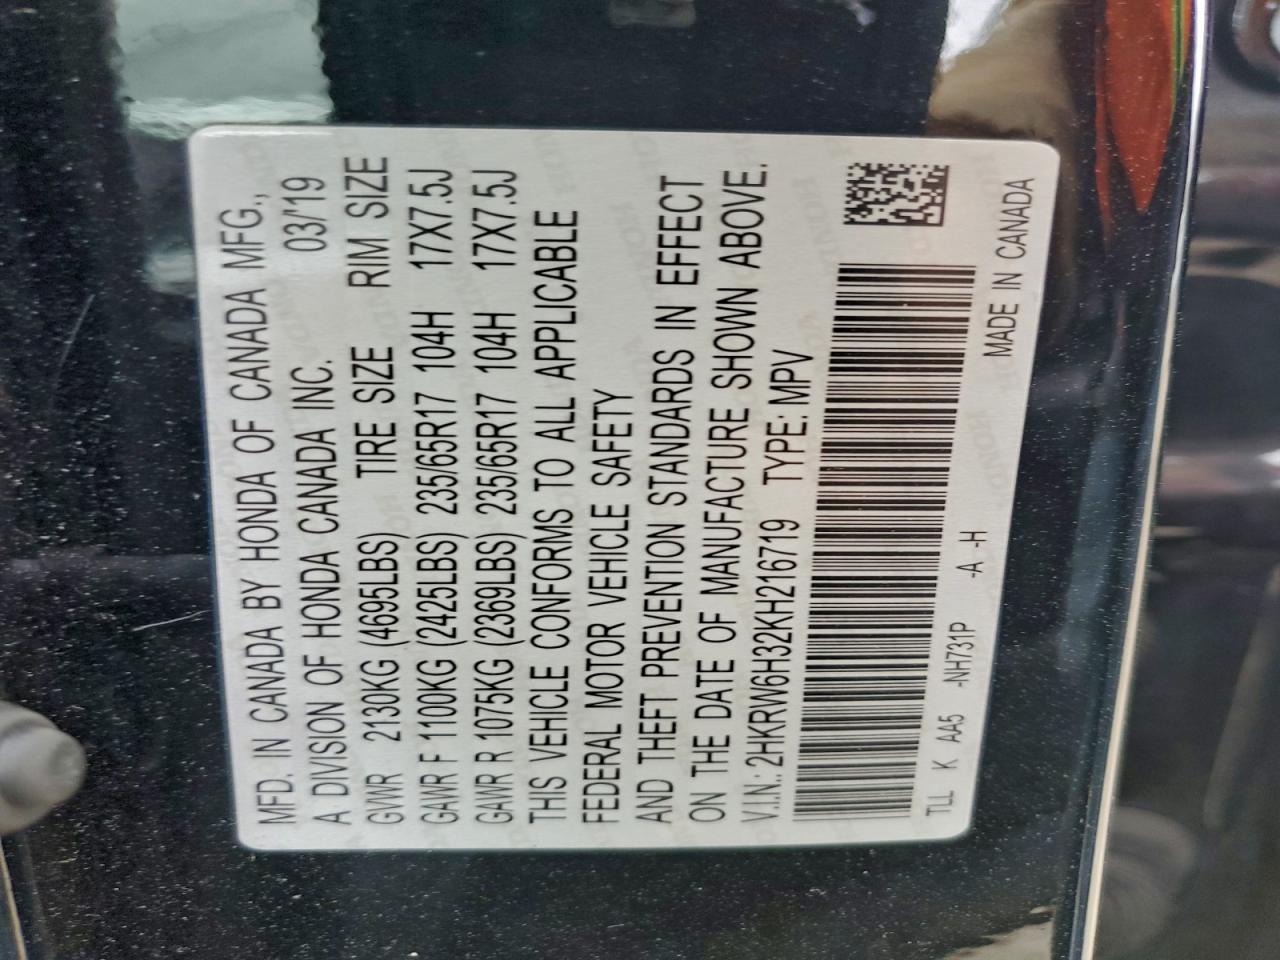 MFD. IN CANADA BY HONDA OF CANADA MFG.,
A DIVISION OF HONDA CANADA INC. 03/'19
GVWR 2130KG (4695LBS) TIRE SIZE RIM SIZE
GAWR F 1100KG (2425LBS) 235/65R17 104H 17X7.5J
GAWR R 1075KG (2369LBS) 235/65R17 104H 17X7.5J
THIS VEHICLE CONFORMS TO ALL APPLICABLE
FEDERAL MOTOR VEHICLE SAFETY
AND THEFT PREVENTION STANDARDS IN EFFECT
ON THE DATE OF MANUFACTURE SHOWN ABOVE.
V.I.N.: 2HKRW6H32KH216719 TYPE: MPV
TLL K AA5 -NH731P -A -H
MADE IN CANADA